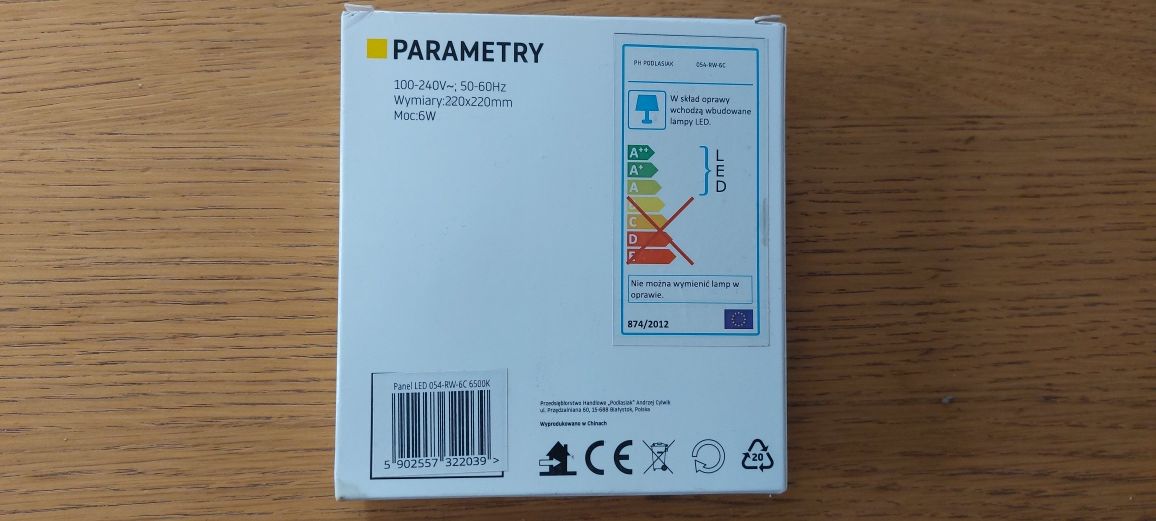 PARAMETRY
100-240V~; 50-60Hz
Wymiary:220x220mm
Moc:6W
PH PODLASIAK 054-RW-6C
W skład oprawy
wchodzą wbudowane
lampy LED.
A++
A+
A
C
D
E
L
E
D
Nie można wymienić lamp w
oprawie.
874/2012
Panel LED 054-RW-6C 6500K
5 902557 322039 >
Przedsiębiorstwo Handlowe „Podlasiak” Andrzej Cylwik
ul. Przędzalniana 60, 15-688 Białystok, Polska
Wyprodukowano w Chinach
CE
20